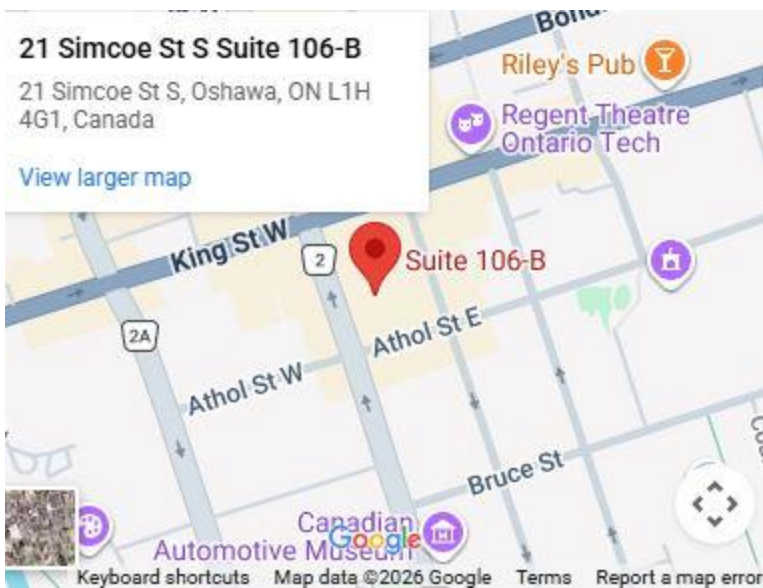 21 Simcoe St S Suite 106-B
21 Simcoe St S, Oshawa, ON L1H
4G1, Canada
View larger map
Riley's Pub
Regent Theatre
Ontario Tech
King St W
2
Suite 106-B
2A
Athol St E
Athol St W
Bruce St
Canadian
Automotive Museum
Google
Keyboard shortcuts
Map data ©2026 Google
Terms
Report a map error